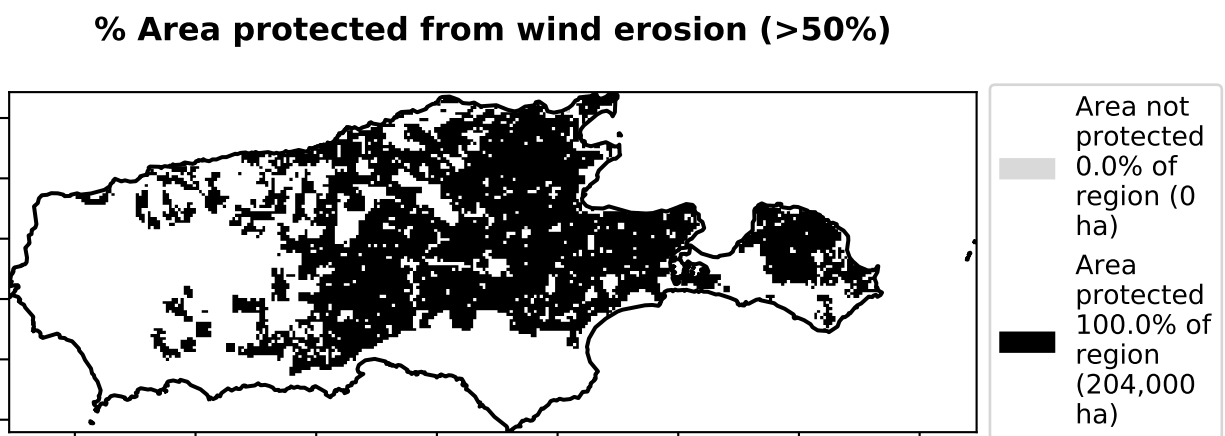 % Area protected from wind erosion (>50%)
Area not
protected
0.0% of
region (0
ha)
Area
protected
100.0% of
region
(204,000
ha)